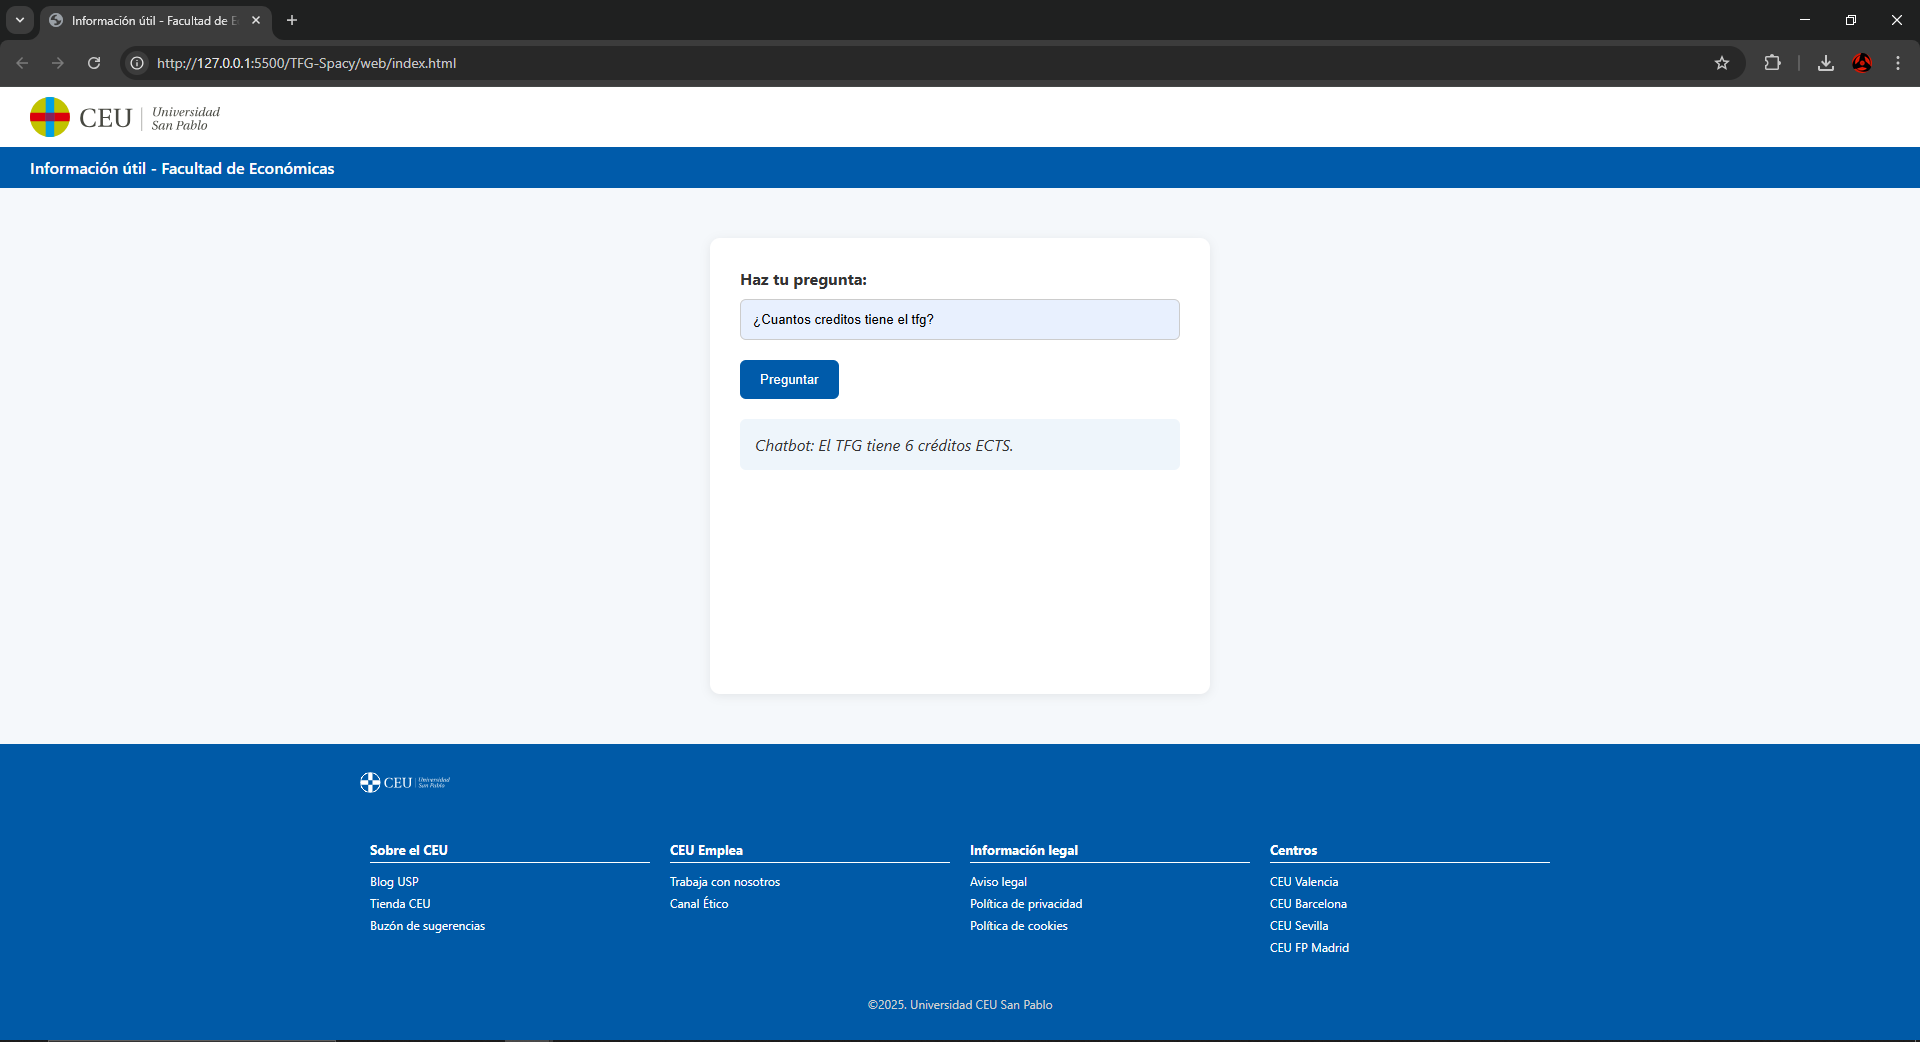 Información útil - Facultad de E
http://127.0.0.1:5500/TFG-Spacy/web/index.html
CEU Universidad
San Pablo
Información útil - Facultad de Económicas
Haz tu pregunta:
¿Cuantos creditos tiene el tfg?
Preguntar
Chatbot: El TFG tiene 6 créditos ECTS.
CEU Universidad
San Pablo
Sobre el CEU
Blog USP
Tienda CEU
Buzón de sugerencias
CEU Emplea
Trabaja con nosotros
Canal Ético
Información legal
Aviso legal
Política de privacidad
Política de cookies
Centros
CEU Valencia
CEU Barcelona
CEU Sevilla
CEU FP Madrid
©2025. Universidad CEU San Pablo